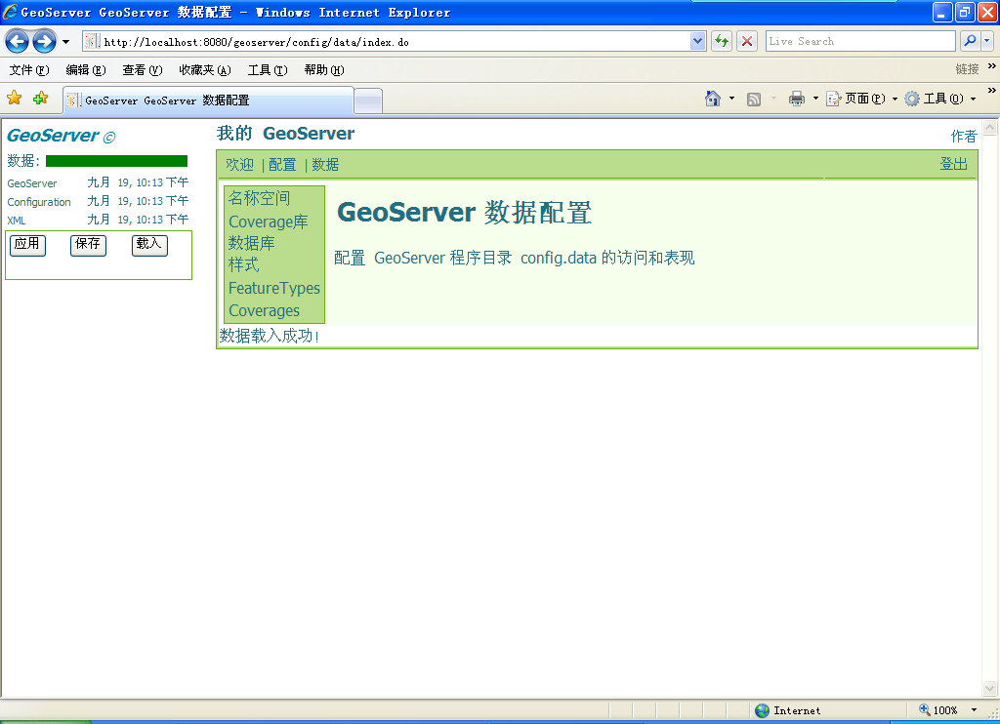 GeoServer GeoServer 数据配置 - Windows Internet Explorer
http://localhost:8080/geoserver/config/data/index.do
Live Search
文件(F) 编辑(E) 查看(V) 收藏夹(A) 工具(T) 帮助(H)
链接 »
GeoServer GeoServer 数据配置
页面(P) 工具(O) »
GeoServer ©
我的 GeoServer
作者
数据:
欢迎 | 配置 | 数据
登出
GeoServer 九月 19, 10:13 下午
Configuration 九月 19, 10:13 下午
XML 九月 19, 10:13 下午
应用 保存 载入
名称空间
Coverage库
数据库
样式
FeatureTypes
Coverages
GeoServer 数据配置
配置 GeoServer 程序目录 config.data 的访问和表现
数据载入成功!
Internet
100%